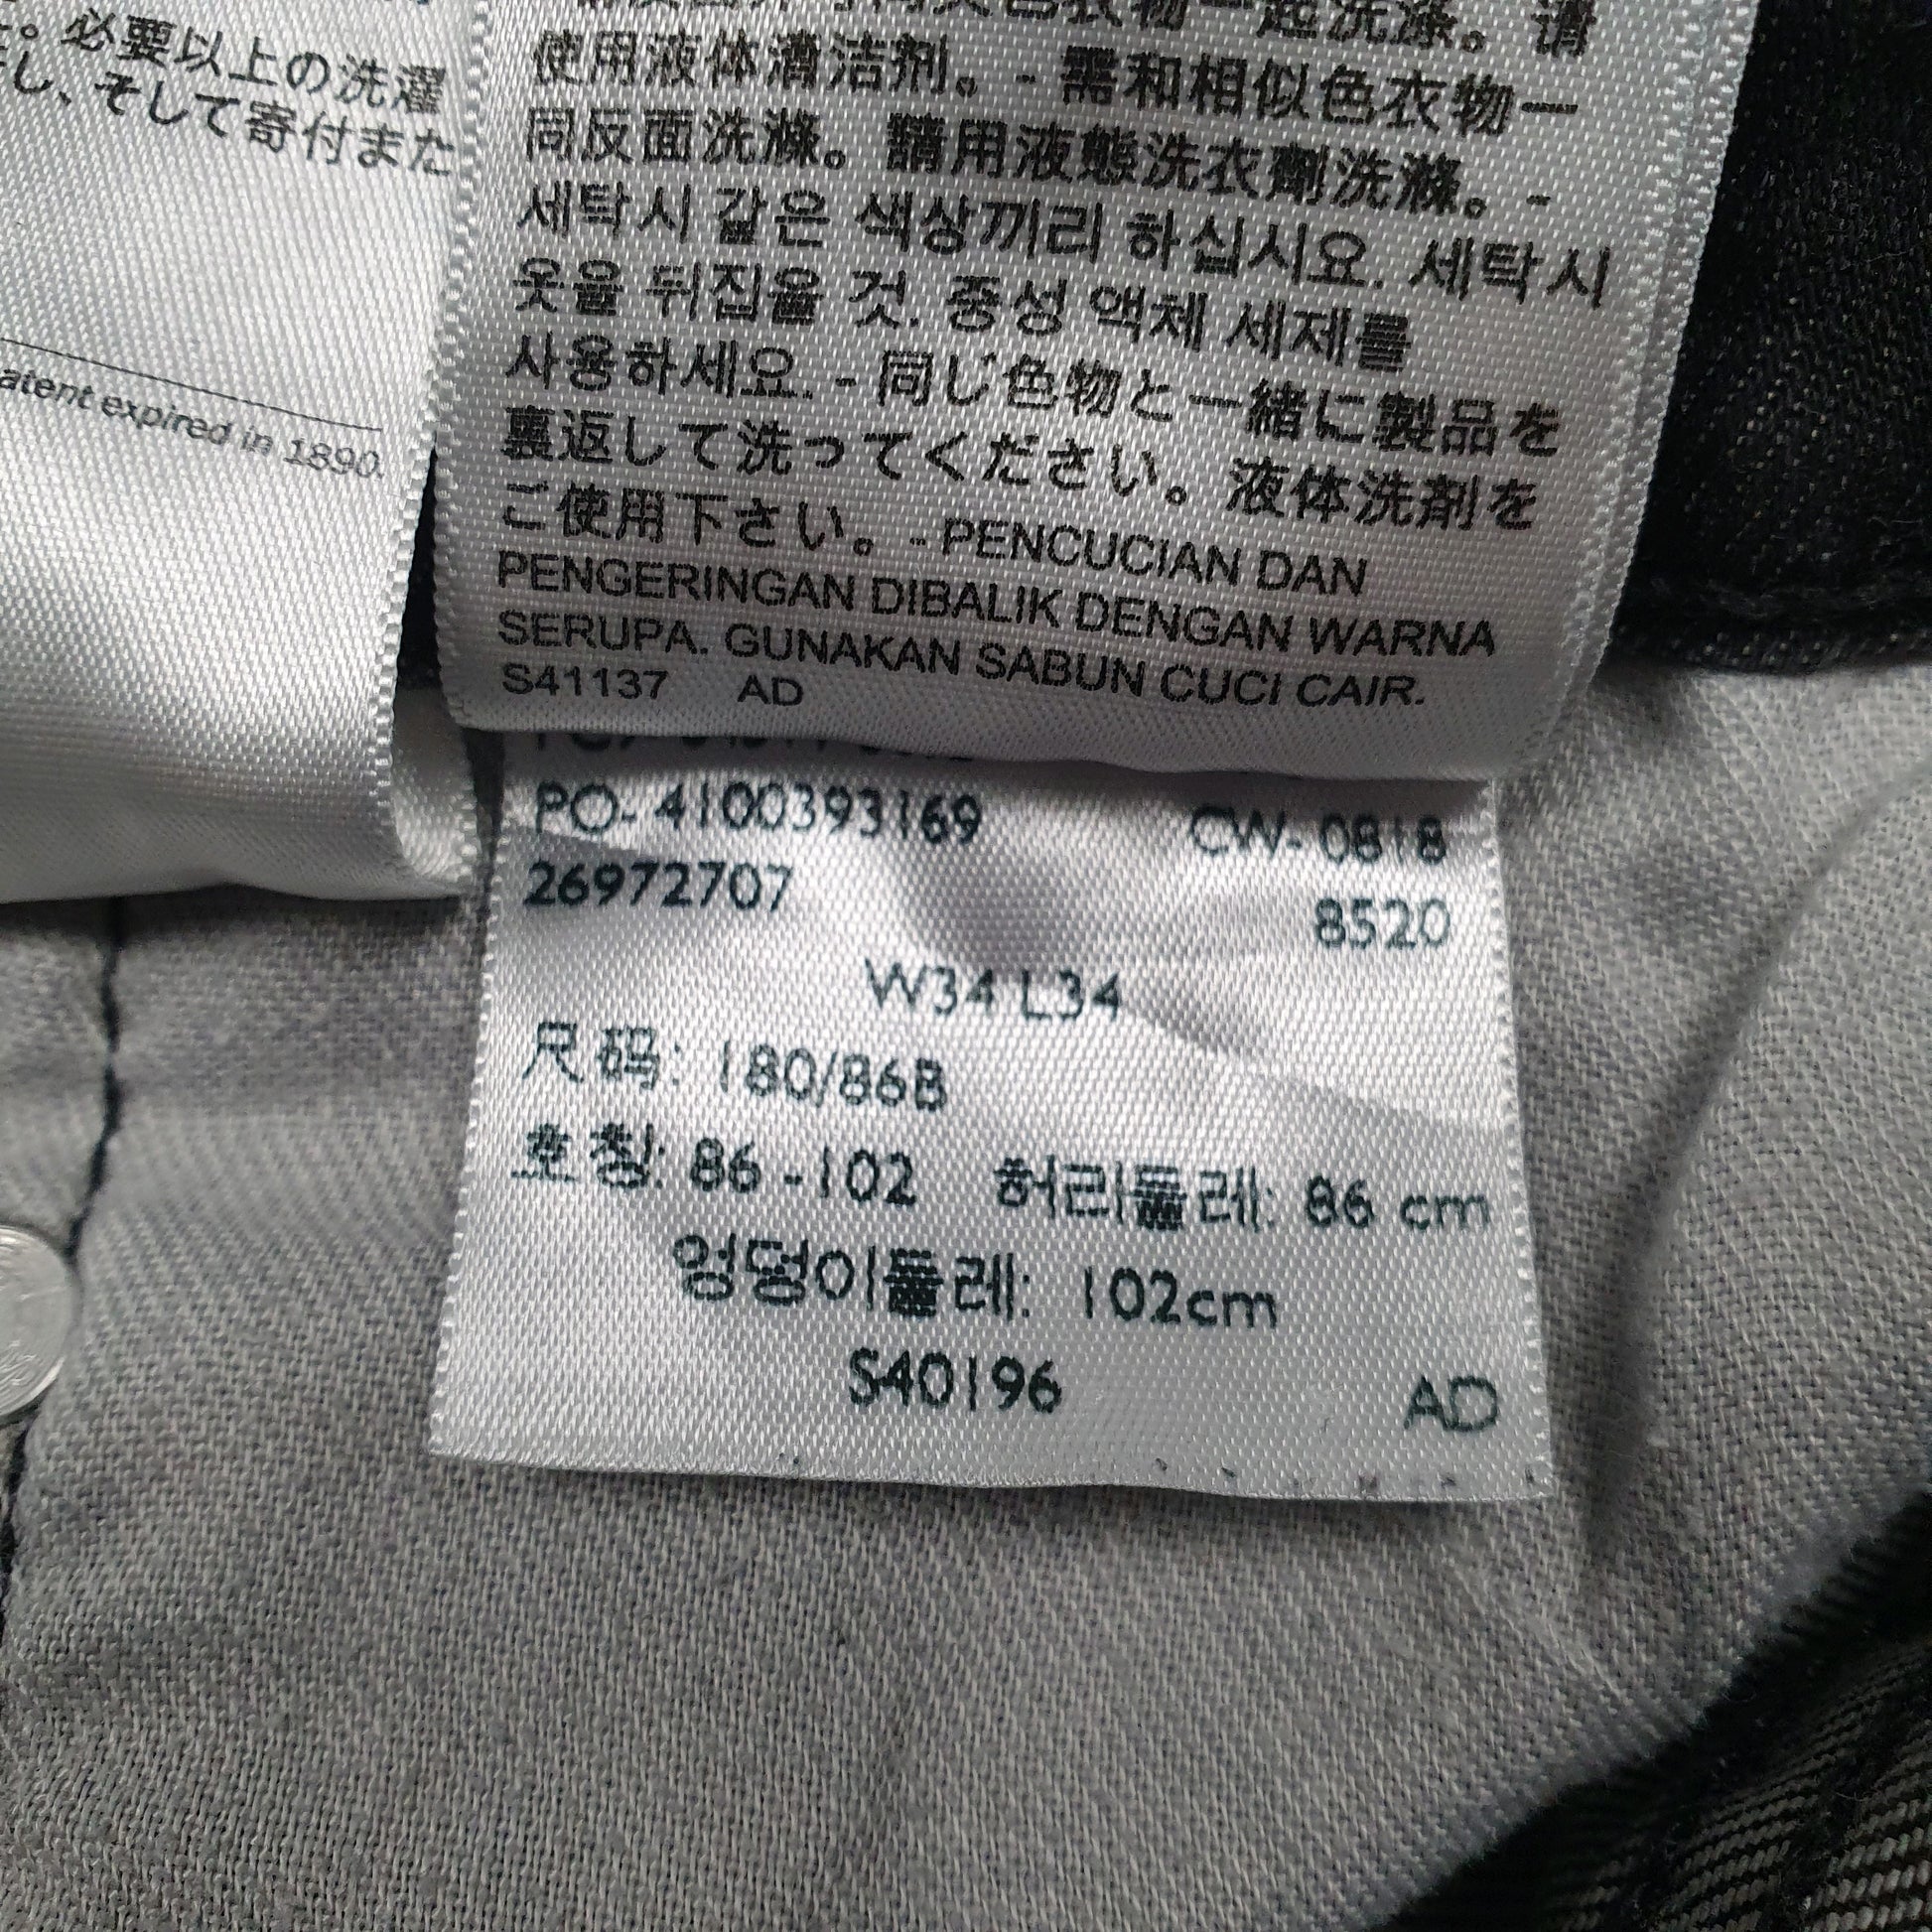 必要以上の洗濯
し、そして寄付また
atent expired in 1890.
一起洗涤。请
使用液体清洁剂。- 需和相似色衣物一
同反面洗滌。請用液態洗衣劑洗滌。-
세탁시 같은 색상끼리 하십시요. 세탁시
옷을 뒤집을 것. 중성 액체 세제를
사용하세요. - 同じ色物と一緒に製品を
裏返して洗ってください。液体洗剤を
ご使用下さい。-PENCUCIAN DAN
PENGERINGAN DIBALIK DENGAN WARNA
SERUPA. GUNAKAN SABUN CUCI CAIR.
S41137 AD
PO- 4100393169 CW- 0818
26972707 8520
W34 L34
尺码: 180/86B
호칭: 86 -102 허리둘레: 86 cm
엉덩이둘레: 102cm
S40196 AD